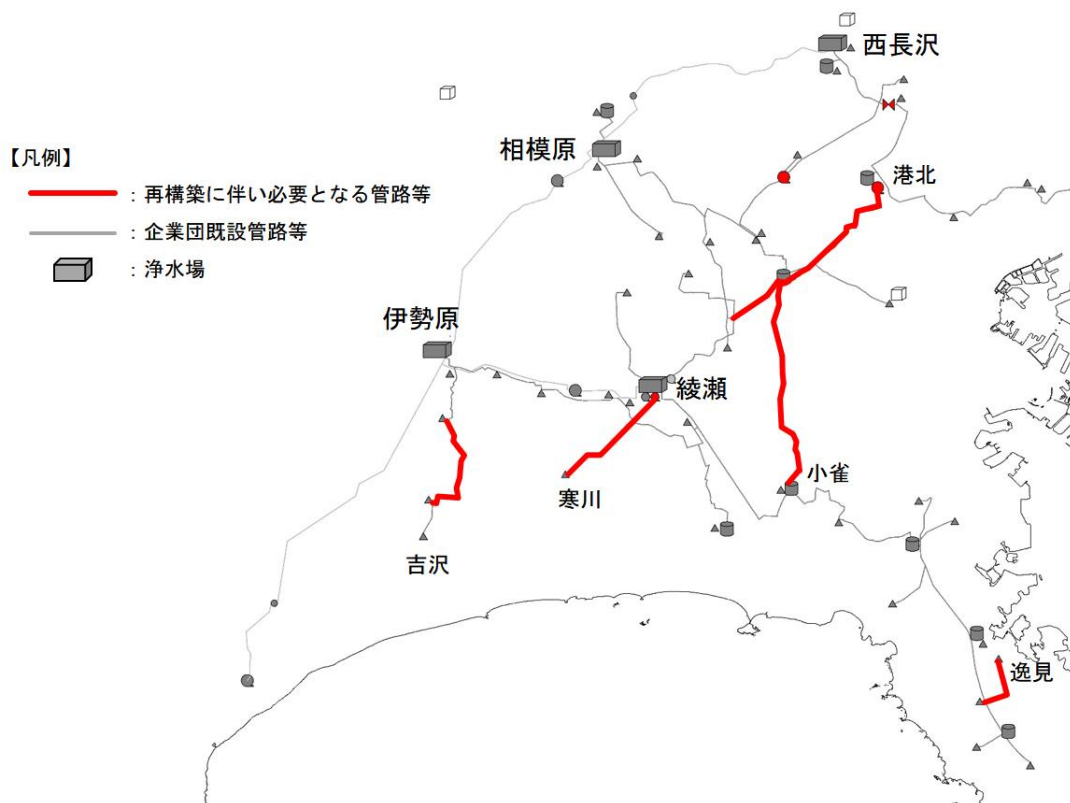 西長沢
相模原
【凡例】
：再構築に伴い必要となる管路等
港北
：企業団既設管路等
：浄水場
伊勢原
綾瀬
小雀
寒川
吉沢
逸見